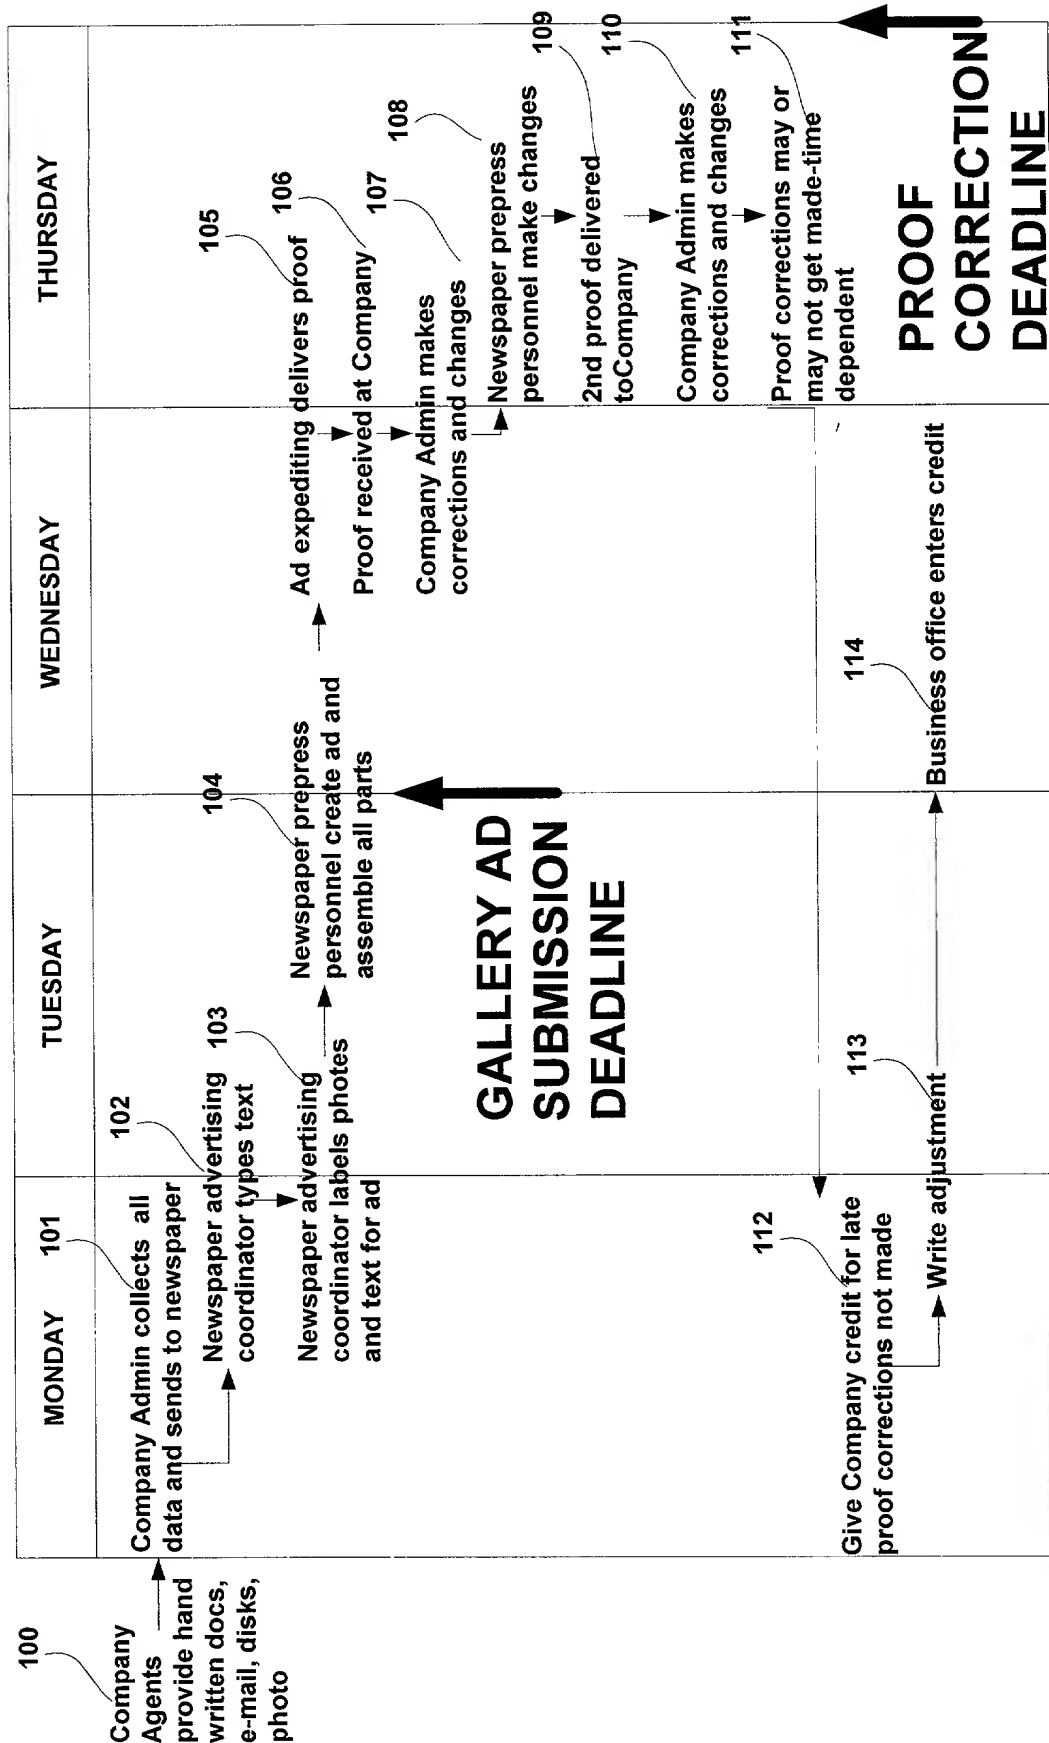 MONDAY
TUESDAY
WEDNESDAY
THURSDAY
100
Company
Agents
provide hand
written docs,
e-mail, disks,
photo
101
Company Admin collects all
data and sends to newspaper
102
Newspaper advertising
coordinator types text
103
Newspaper advertising
coordinator labels photes
and text for ad
104
Newspaper prepress
personnel create ad and
assemble all parts
105
Ad expediting delivers proof
106
Proof received at Company
107
Company Admin makes
corrections and changes
108
Newspaper prepress
personnel make changes
109
2nd proof delivered
toCompany
110
Company Admin makes
corrections and changes
111
Proof corrections may or
may not get made-time
dependent
GALLERY AD
SUBMISSION
DEADLINE
PROOF
CORRECTION
DEADLINE
112
Give Company credit for late
proof corrections not made
113
Write adjustment
114
Business office enters credit